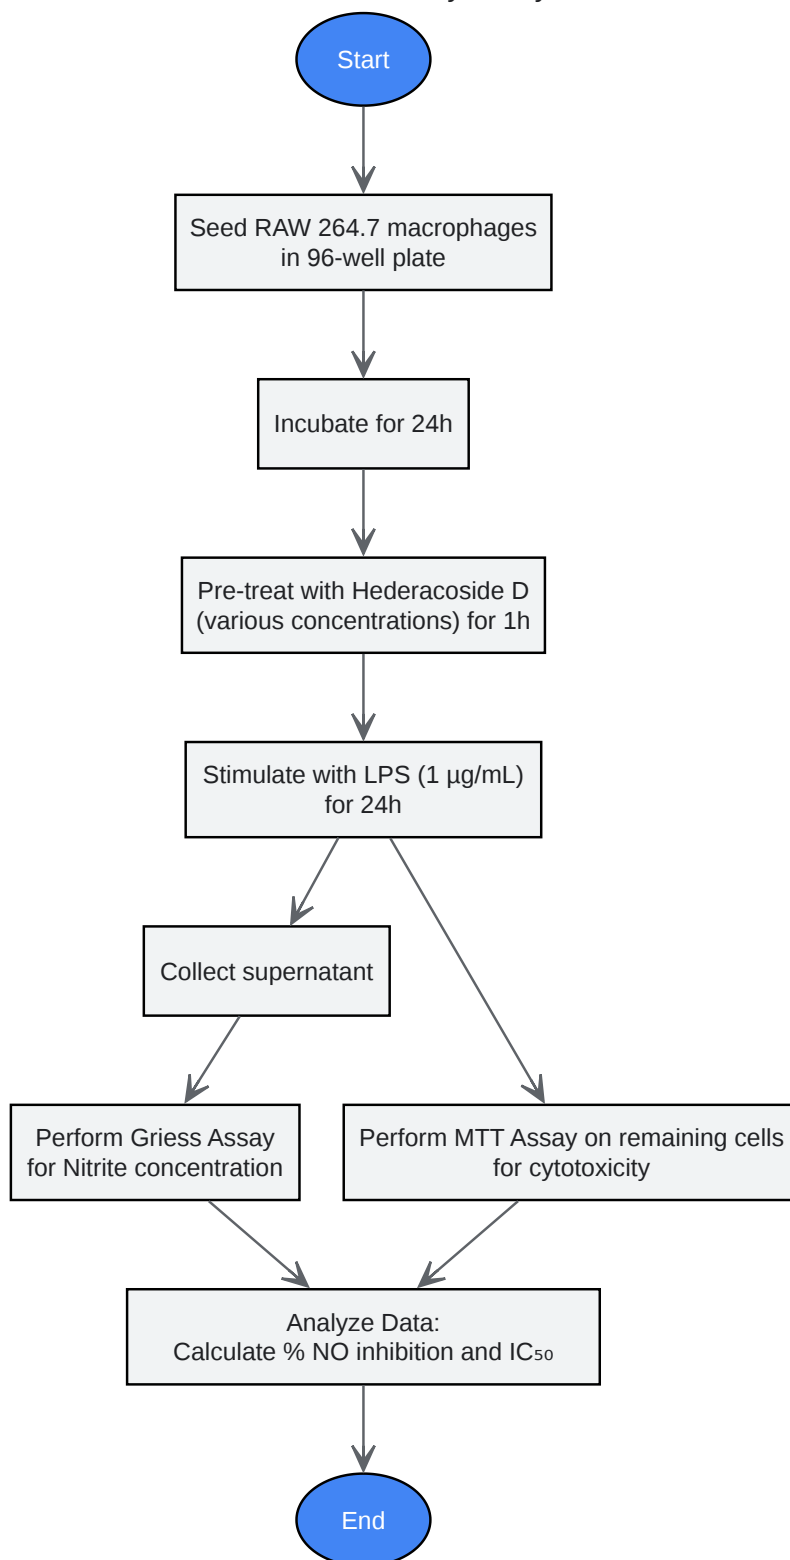 Start
Seed RAW 264.7 macrophages
in 96-well plate
Incubate for 24h
Pre-treat with Hederacoside D
(various concentrations) for 1h
Stimulate with LPS (1 µg/mL)
for 24h
Collect supernatant
Perform Griess Assay
for Nitrite concentration
Perform MTT Assay on remaining cells
for cytotoxicity
Analyze Data:
Calculate % NO inhibition and IC₅₀
End